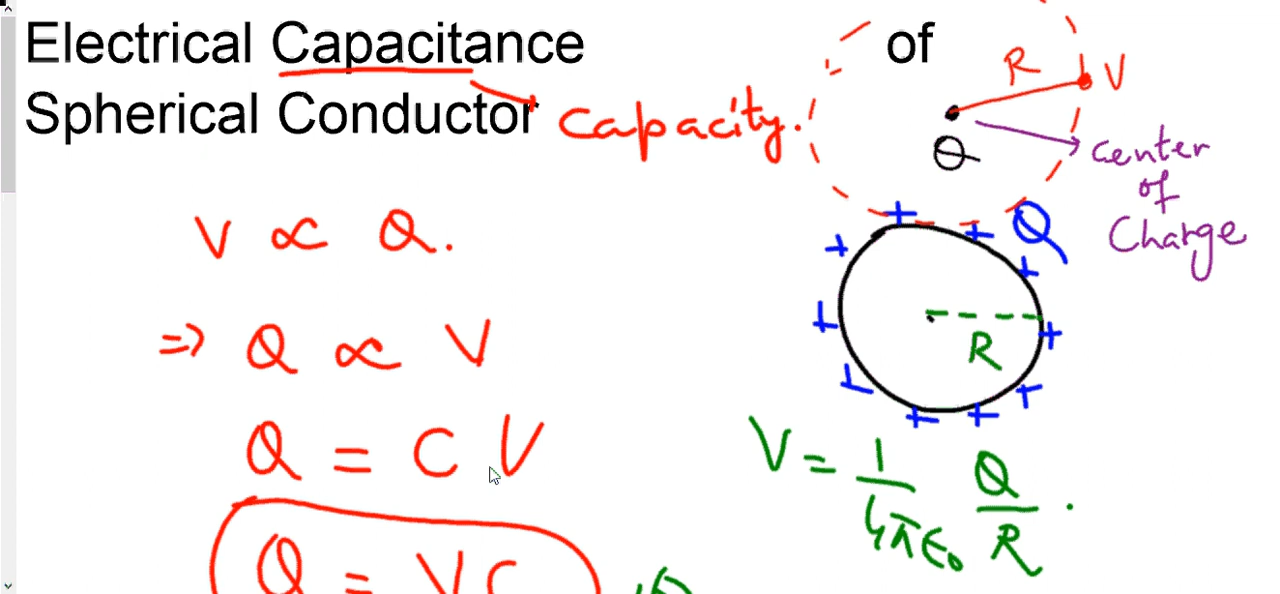 Electrical Capacitance of
Spherical Conductor
Capacity.
R V
Q
center
of
Charge
V ∝ Q.
⇒ Q ∝ V
Q = C V
Q = VC
Q
R
V = 1/4πε₀ Q/R .